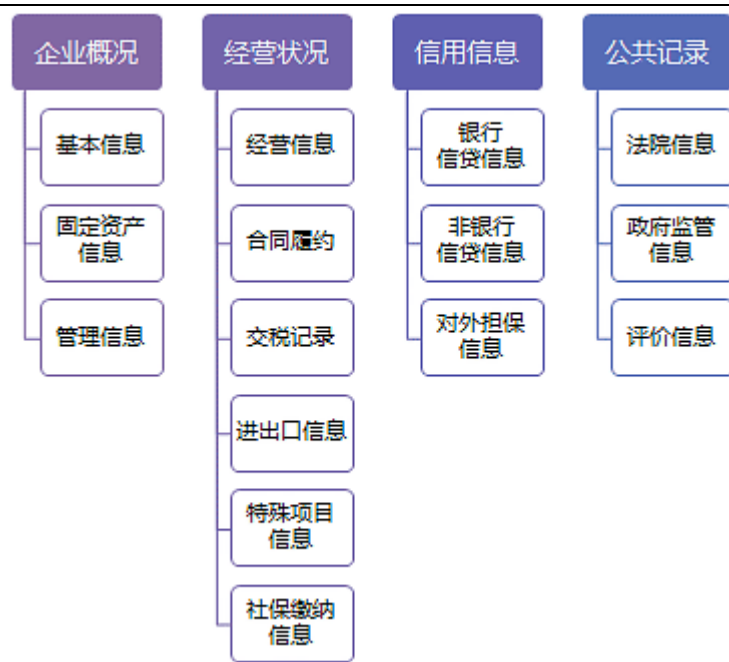 企业概况
基本信息
固定资产
信息
管理信息
经营状况
经营信息
合同履约
交税记录
进出口信息
特殊项目
信息
社保缴纳
信息
信用信息
银行
信贷信息
非银行
信贷信息
对外担保
信息
公共记录
法院信息
政府监管
信息
评价信息